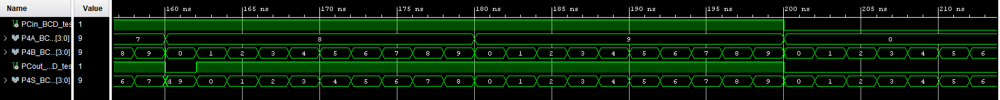 Name Value 160 ns 165 ns 170 ns 175 ns 180 ns 185 ns 190 ns 195 ns 200 ns 205 ns 210 ns
PCin_BCD_tes 1
P4A_BC...[3:0] 9 7 8 9 0
P4B_BC...[3:0] 9 8 9 0 1 2 3 4 5 6 7 8 9 0 1 2 3 4 5 6 7 8 9 0 1 2 3 4 5 6
PCout_...D_tes 1
P4S_BC...[3:0] 9 6 7 d 9 0 1 2 3 4 5 6 7 8 0 1 2 3 4 5 6 7 8 9 0 1 2 3 4 5 6